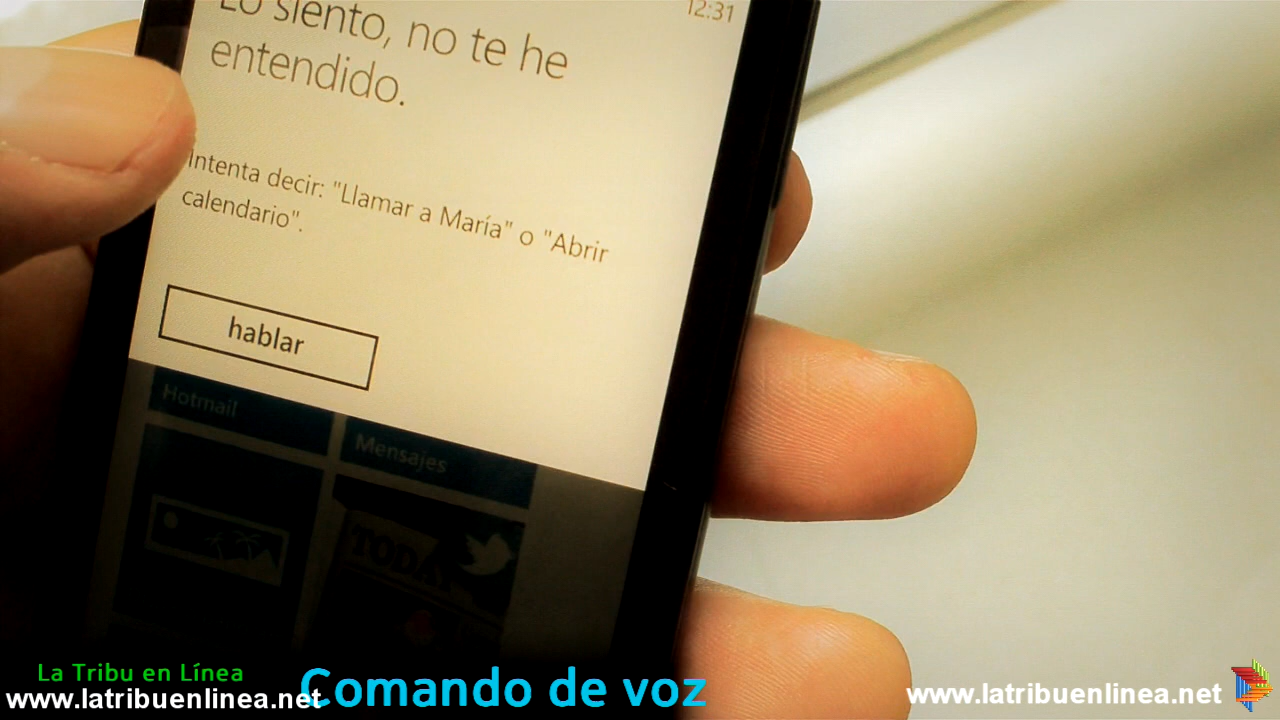 12:31
Lo siento, no te he
entendido.
Intenta decir: "Llamar a María" o "Abrir
calendario".
hablar
Hotmail
Mensajes
TODAY
La Tribu en Línea
www.latribuenlinea.net
Comando de voz
www.latribuenlinea.net